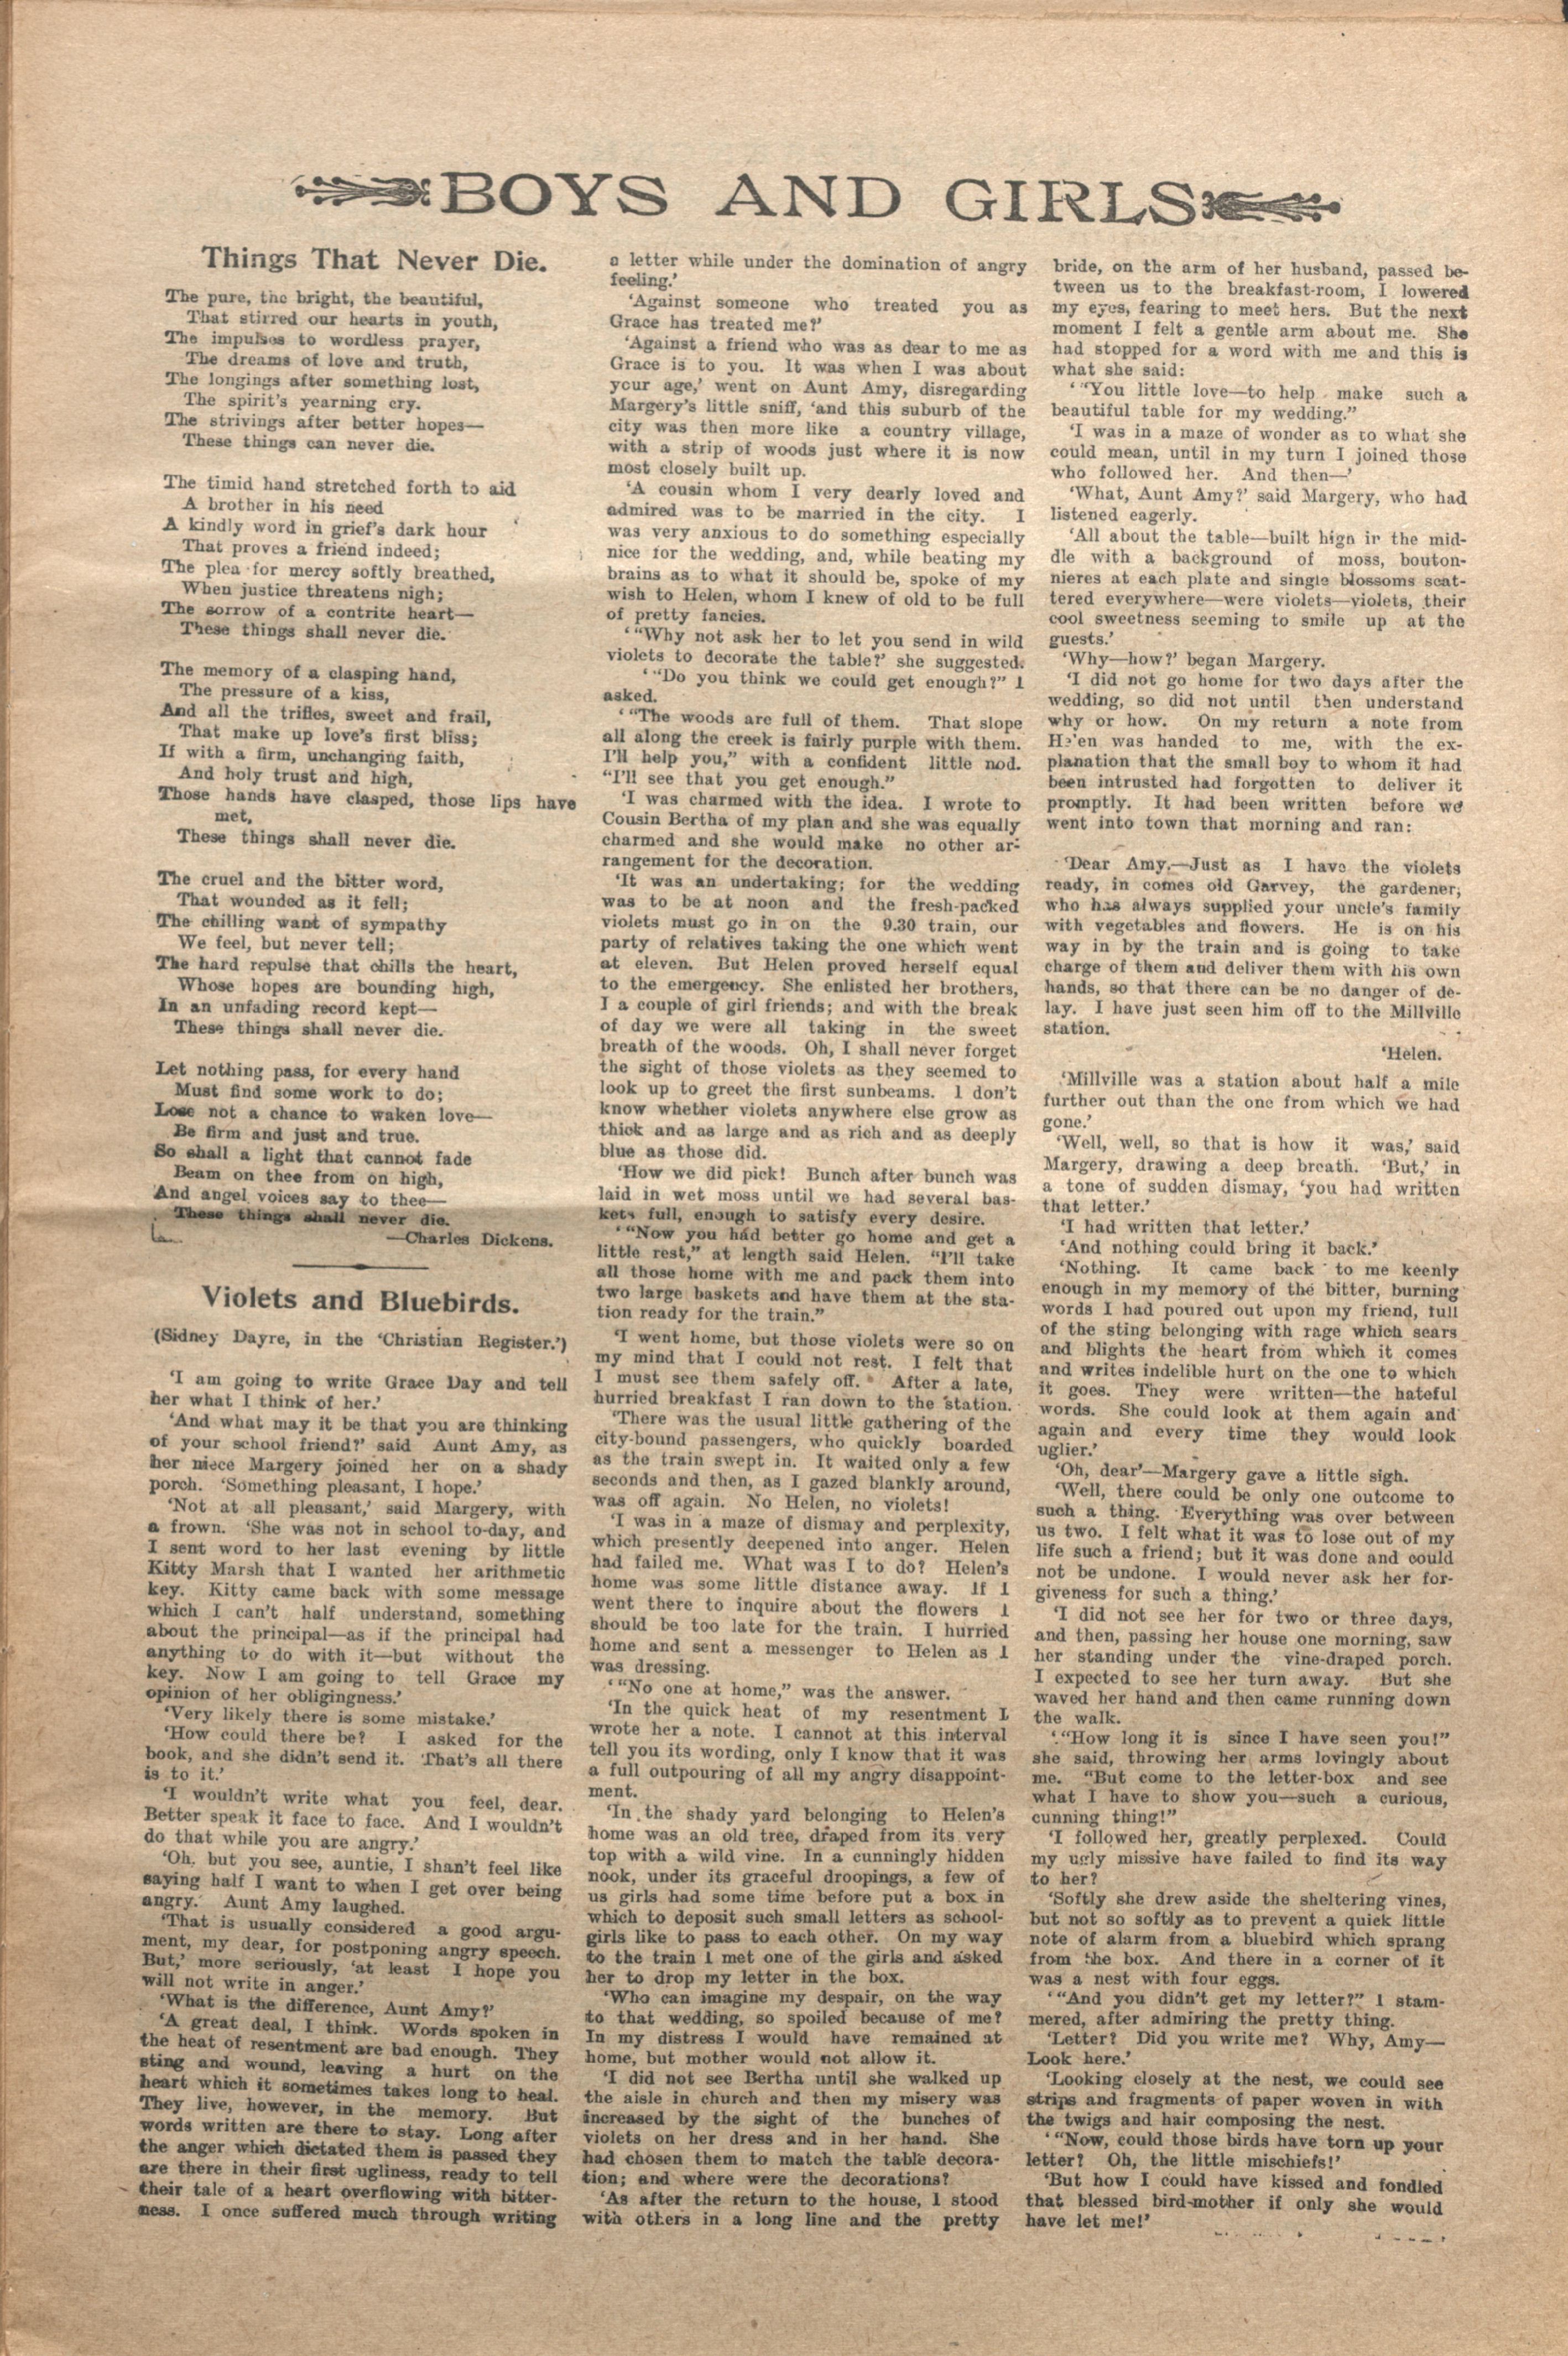 BOYS AND GIRLS
Things That Never Die.
The pure, the bright, the beautiful,
That stirred our hearts in youth,
The impulses to wordless prayer,
The dreams of love and truth,
The longings after something lost,
The spirit's yearning cry.
The strivings after better hopes—
These things can never die.
The timid hand stretched forth to aid
A brother in his need
A kindly word in grief's dark hour
That proves a friend indeed;
The plea for mercy softly breathed,
When justice threatens nigh;
The sorrow of a contrite heart—
These things shall never die.
The memory of a clasping hand,
The pressure of a kiss,
And all the trifles, sweet and frail,
That make up love's first bliss;
If with a firm, unchanging faith,
And holy trust and high,
Those hands have clasped, those lips have
met,
These things shall never die.
The cruel and the bitter word,
That wounded as it fell;
The chilling want of sympathy
We feel, but never tell;
The hard repulse that chills the heart,
Whose hopes are bounding high,
In an unfading record kept—
These things shall never die.
Let nothing pass, for every hand
Must find some work to do;
Lose not a chance to waken love—
Be firm and just and true.
So shall a light that cannot fade
Beam on thee from on high,
And angel voices say to thee—
These things shall never die.
—Charles Dickens.
Violets and Bluebirds.
(Sidney Dayre, in the 'Christian Register.')
'I am going to write Grace Day and tell
her what I think of her.'
'And what may it be that you are thinking
of your school friend?' said Aunt Amy, as
her niece Margery joined her on a shady
porch. 'Something pleasant, I hope.'
'Not at all pleasant,' said Margery, with
a frown. 'She was not in school to-day, and
I sent word to her last evening by little
Kitty Marsh that I wanted her arithmetic
key. Kitty came back with some message
which I can't half understand, something
about the principal—as if the principal had
anything to do with it—but without the
key. Now I am going to tell Grace my
opinion of her obligingness.'
'Very likely there is some mistake.'
'How could there be? I asked for the
book, and she didn't send it. That's all there
is to it.'
'I wouldn't write what you feel, dear.
Better speak it face to face. And I wouldn't
do that while you are angry.'
'Oh, but you see, auntie, I shan't feel like
saying half I want to when I get over being
angry. Aunt Amy laughed.
'That is usually considered a good argu-
ment, my dear, for postponing angry speech.
But,' more seriously, 'at least I hope you
will not write in anger.'
'What is the difference, Aunt Amy?'
'A great deal, I think. Words spoken in
the heat of resentment are bad enough. They
sting and wound, leaving a hurt on the
heart which it sometimes takes long to heal.
They live, however, in the memory. But
words written are there to stay. Long after
the anger which dictated them is passed they
are there in their first ugliness, ready to tell
their tale of a heart overflowing with bitter-
ness. I once suffered much through writing
a letter while under the domination of angry
feeling.'
'Against someone who treated you as
Grace has treated me?'
'Against a friend who was as dear to me as
Grace is to you. It was when I was about
your age,' went on Aunt Amy, disregarding
Margery's little sniff, 'and this suburb of the
city was then more like a country village,
with a strip of woods just where it is now
most closely built up.
'A cousin whom I very dearly loved and
admired was to be married in the city. I
was very anxious to do something especially
nice for the wedding, and, while beating my
brains as to what it should be, spoke of my
wish to Helen, whom I knew of old to be full
of pretty fancies.
'"Why not ask her to let you send in wild
violets to decorate the table?' she suggested.
'"Do you think we could get enough?" I
asked.
'"The woods are full of them. That slope
all along the creek is fairly purple with them.
I'll help you," with a confident little nod.
"I'll see that you get enough."
'I was charmed with the idea. I wrote to
Cousin Bertha of my plan and she was equally
charmed and she would make no other ar-
rangement for the decoration.
'It was an undertaking; for the wedding
was to be at noon and the fresh-packed
violets must go in on the 9.30 train, our
party of relatives taking the one which went
at eleven. But Helen proved herself equal
to the emergency. She enlisted her brothers,
I a couple of girl friends; and with the break
of day we were all taking in the sweet
breath of the woods. Oh, I shall never forget
the sight of those violets as they seemed to
look up to greet the first sunbeams. I don't
know whether violets anywhere else grow as
thick and as large and as rich and as deeply
blue as those did.
'How we did pick! Bunch after bunch was
laid in wet moss until we had several bas-
kets full, enough to satisfy every desire.
'"Now you had better go home and get a
little rest," at length said Helen. "I'll take
all those home with me and pack them into
two large baskets and have them at the sta-
tion ready for the train."
'I went home, but those violets were so on
my mind that I could not rest. I felt that
I must see them safely off. After a late,
hurried breakfast I ran down to the station.
'There was the usual little gathering of the
city-bound passengers, who quickly boarded
as the train swept in. It waited only a few
seconds and then, as I gazed blankly around,
was off again. No Helen, no violets!
'I was in a maze of dismay and perplexity,
which presently deepened into anger. Helen
had failed me. What was I to do? Helen's
home was some little distance away. If I
went there to inquire about the flowers I
should be too late for the train. I hurried
home and sent a messenger to Helen as I
was dressing.
'"No one at home," was the answer.
'In the quick heat of my resentment I
wrote her a note. I cannot at this interval
tell you its wording, only I know that it was
a full outpouring of all my angry disappoint-
ment.
'In the shady yard belonging to Helen's
home was an old tree, draped from its very
top with a wild vine. In a cunningly hidden
nook, under its graceful droopings, a few of
us girls had some time before put a box in
which to deposit such small letters as school-
girls like to pass to each other. On my way
to the train I met one of the girls and asked
her to drop my letter in the box.
'Who can imagine my despair, on the way
to that wedding, so spoiled because of me?
In my distress I would have remained at
home, but mother would not allow it.
'I did not see Bertha until she walked up
the aisle in church and then my misery was
increased by the sight of the bunches of
violets on her dress and in her hand. She
had chosen them to match the table decora-
tion; and where were the decorations?
'As after the return to the house, I stood
with others in a long line and the pretty
bride, on the arm of her husband, passed be-
tween us to the breakfast-room, I lowered
my eyes, fearing to meet hers. But the next
moment I felt a gentle arm about me. She
had stopped for a word with me and this is
what she said:
'"You little love—to help make such a
beautiful table for my wedding."
'I was in a maze of wonder as to what she
could mean, until in my turn I joined those
who followed her. And then—'
'What, Aunt Amy?' said Margery, who had
listened eagerly.
'All about the table—built high in the mid-
dle with a background of moss, bouton-
nieres at each plate and single blossoms scat-
tered everywhere—were violets—violets, their
cool sweetness seeming to smile up at the
guests.'
'Why—how?' began Margery.
'I did not go home for two days after the
wedding, so did not until then understand
why or how. On my return a note from
Helen was handed to me, with the ex-
planation that the small boy to whom it had
been intrusted had forgotten to deliver it
promptly. It had been written before we
went into town that morning and ran:
'Dear Amy,—Just as I have the violets
ready, in comes old Garvey, the gardener,
who has always supplied your uncle's family
with vegetables and flowers. He is on his
way in by the train and is going to take
charge of them and deliver them with his own
hands, so that there can be no danger of de-
lay. I have just seen him off to the Millville
station.
'Helen.
'Millville was a station about half a mile
further out than the one from which we had
gone.'
'Well, well, so that is how it was,' said
Margery, drawing a deep breath. 'But,' in
a tone of sudden dismay, 'you had written
that letter.'
'I had written that letter.'
'And nothing could bring it back.'
'Nothing. It came back to me keenly
enough in my memory of the bitter, burning
words I had poured out upon my friend, full
of the sting belonging with rage which sears
and blights the heart from which it comes
and writes indelible hurt on the one to which
it goes. They were written—the hateful
words. She could look at them again and
again and every time they would look
uglier.'
'Oh, dear'—Margery gave a little sigh.
'Well, there could be only one outcome to
such a thing. Everything was over between
us two. I felt what it was to lose out of my
life such a friend; but it was done and could
not be undone. I would never ask her for-
giveness for such a thing.'
'I did not see her for two or three days,
and then, passing her house one morning, saw
her standing under the vine-draped porch.
I expected to see her turn away. But she
waved her hand and then came running down
the walk.
'"How long it is since I have seen you!"
she said, throwing her arms lovingly about
me. "But come to the letter-box and see
what I have to show you—such a curious,
cunning thing!"
'I followed her, greatly perplexed. Could
my ugly missive have failed to find its way
to her?
'Softly she drew aside the sheltering vines,
but not so softly as to prevent a quick little
note of alarm from a bluebird which sprang
from the box. And there in a corner of it
was a nest with four eggs.
'"And you didn't get my letter?" I stam-
mered, after admiring the pretty thing.
'Letter? Did you write me? Why, Amy—
Look here.'
'Looking closely at the nest, we could see
strips and fragments of paper woven in with
the twigs and hair composing the nest.
'"Now, could those birds have torn up your
letter? Oh, the little mischiefs!'
'But how I could have kissed and fondled
that blessed bird-mother if only she would
have let me!'